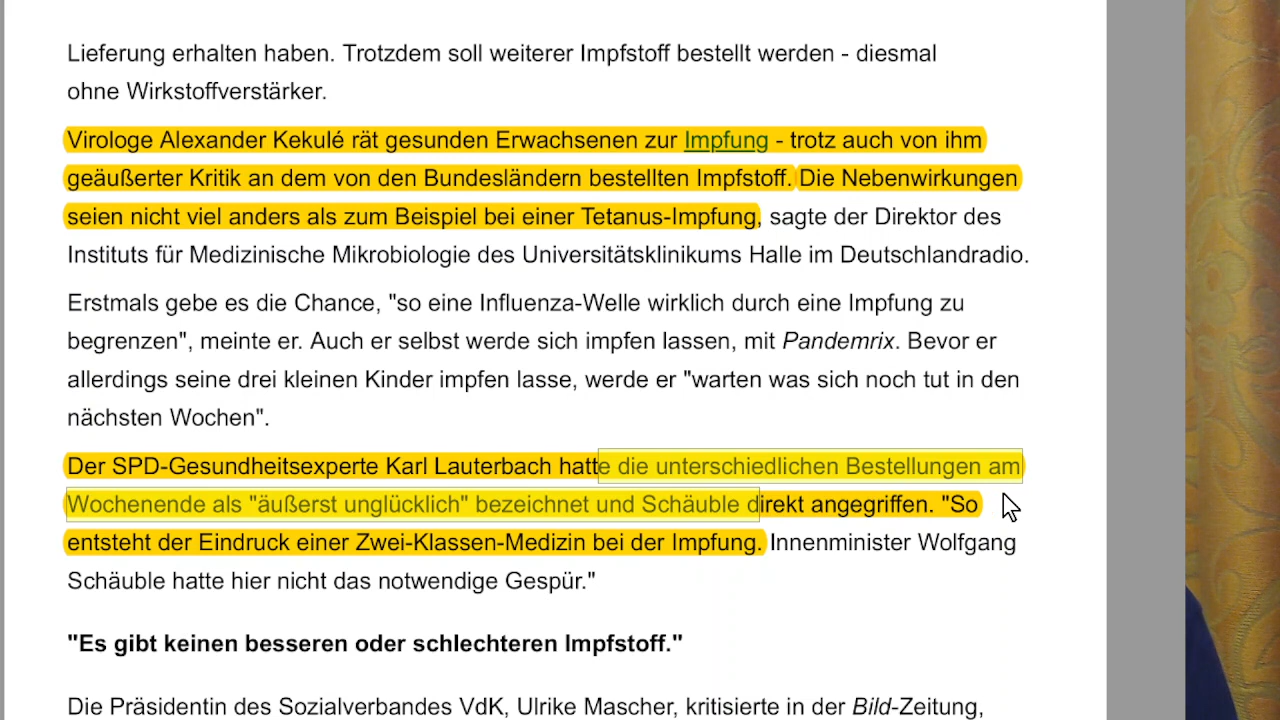 Lieferung erhalten haben. Trotzdem soll weiterer Impfstoff bestellt werden - diesmal
ohne Wirkstoffverstärker.
Virologe Alexander Kekulé rät gesunden Erwachsenen zur Impfung - trotz auch von ihm
geäußerter Kritik an dem von den Bundesländern bestellten Impfstoff. Die Nebenwirkungen
seien nicht viel anders als zum Beispiel bei einer Tetanus-Impfung, sagte der Direktor des
Instituts für Medizinische Mikrobiologie des Universitätsklinikums Halle im Deutschlandradio.
Erstmals gebe es die Chance, "so eine Influenza-Welle wirklich durch eine Impfung zu
begrenzen", meinte er. Auch er selbst werde sich impfen lassen, mit Pandemrix. Bevor er
allerdings seine drei kleinen Kinder impfen lasse, werde er "warten was sich noch tut in den
nächsten Wochen".
Der SPD-Gesundheitsexperte Karl Lauterbach hatte die unterschiedlichen Bestellungen am
Wochenende als "äußerst unglücklich" bezeichnet und Schäuble direkt angegriffen. "So
entsteht der Eindruck einer Zwei-Klassen-Medizin bei der Impfung. Innenminister Wolfgang
Schäuble hatte hier nicht das notwendige Gespür."
"Es gibt keinen besseren oder schlechteren Impfstoff."
Die Präsidentin des Sozialverbandes VdK, Ulrike Mascher, kritisierte in der Bild-Zeitung,